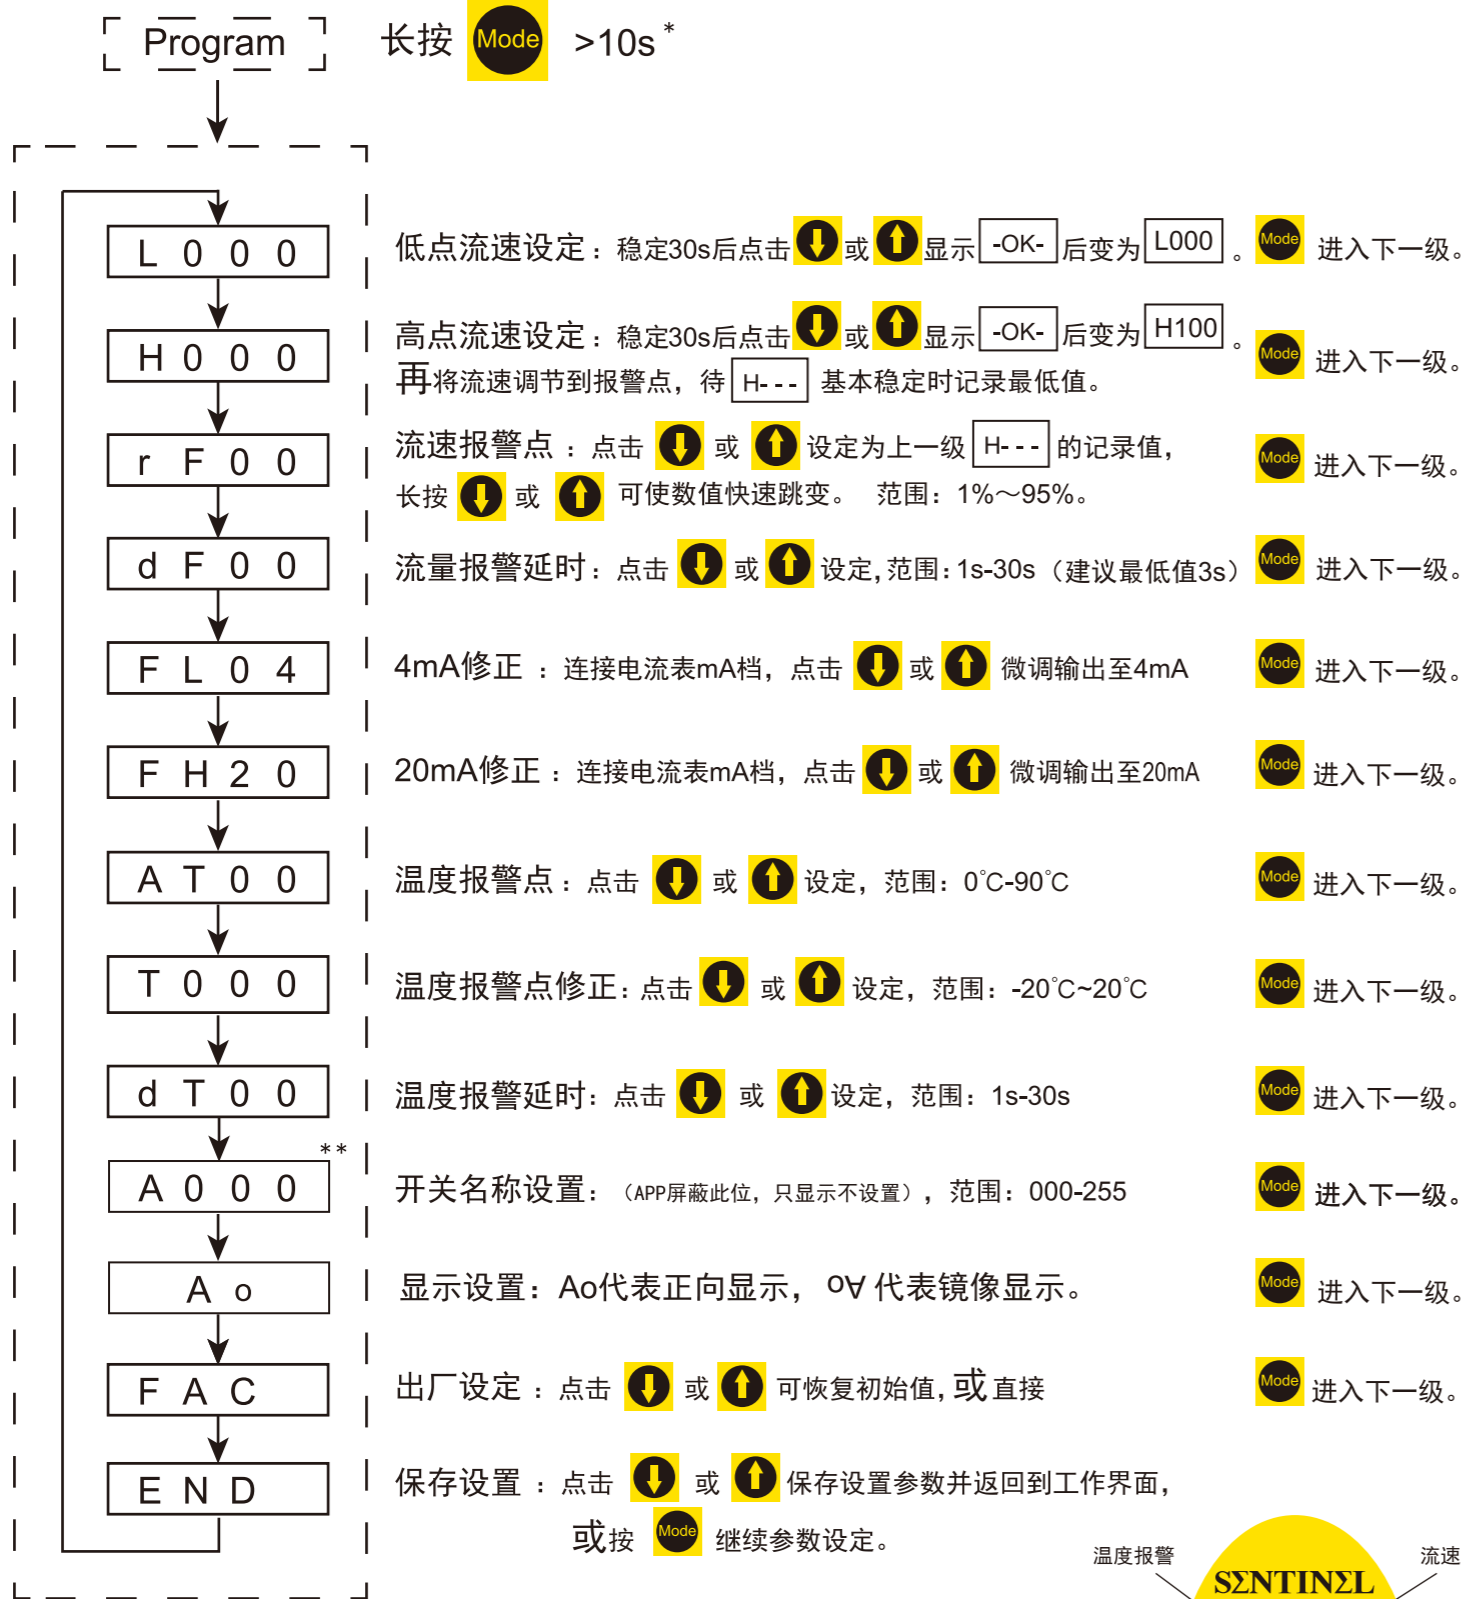 Program 长按 Mode >10s*
L 0 0 0 低点流速设定：稳定30s后点击 或 显示 -OK- 后变为 L000 。 Mode 进入下一级。
H 0 0 0 高点流速设定：稳定30s后点击 或 显示 -OK- 后变为 H100 。 Mode 进入下一级。
再将流速调节到报警点，待 H--- 基本稳定时记录最低值。
r F 0 0 流速报警点：点击 或 设定为上一级 H--- 的记录值， Mode 进入下一级。
长按 或 可使数值快速跳变。 范围：1%～95%。
d F 0 0 流量报警延时：点击 或 设定,范围：1s-30s（建议最低值3s） Mode 进入下一级。
F L 0 4 4mA修正：连接电流表mA档，点击 或 微调输出至4mA Mode 进入下一级。
F H 2 0 20mA修正：连接电流表mA档，点击 或 微调输出至20mA Mode 进入下一级。
A T 0 0 温度报警点：点击 或 设定，范围：0℃-90℃ Mode 进入下一级。
T 0 0 0 温度报警点修正：点击 或 设定，范围：-20℃~20℃ Mode 进入下一级。
d T 0 0 温度报警延时：点击 或 设定，范围：1s-30s Mode 进入下一级。
A 0 0 0 ** 开关名称设置：（APP屏蔽此位，只显示不设置），范围：000-255 Mode 进入下一级。
A o 显示设置：Ao代表正向显示，o∀ 代表镜像显示。 Mode 进入下一级。
F A C 出厂设定：点击 或 可恢复初始值,或直接 Mode 进入下一级。
E N D 保存设置：点击 或 保存设置参数并返回到工作界面，
或按 Mode 继续参数设定。
温度报警 流速
SΣNTINΣL